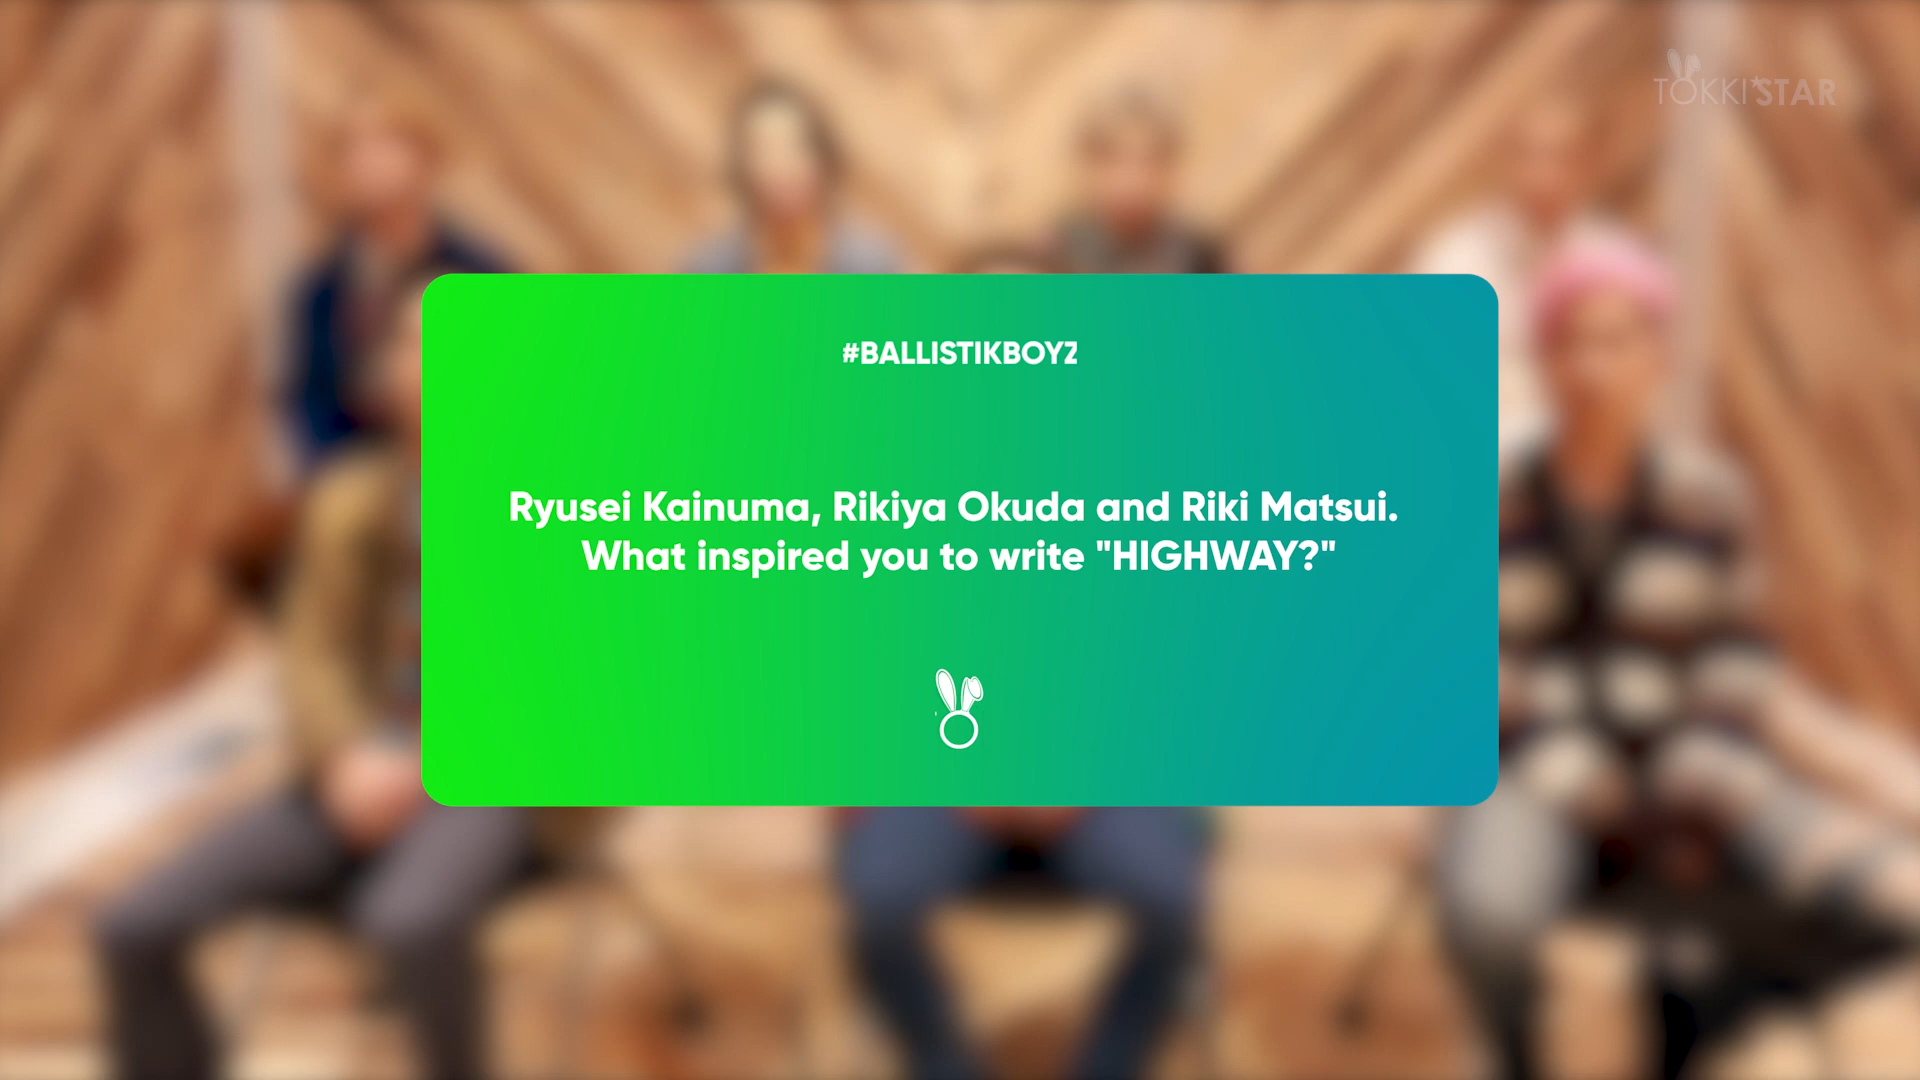 TOKKISTAR
#BALLISTIKBOYZ
Ryusei Kainuma, Rikiya Okuda and Riki Matsui.
What inspired you to write "HIGHWAY?"